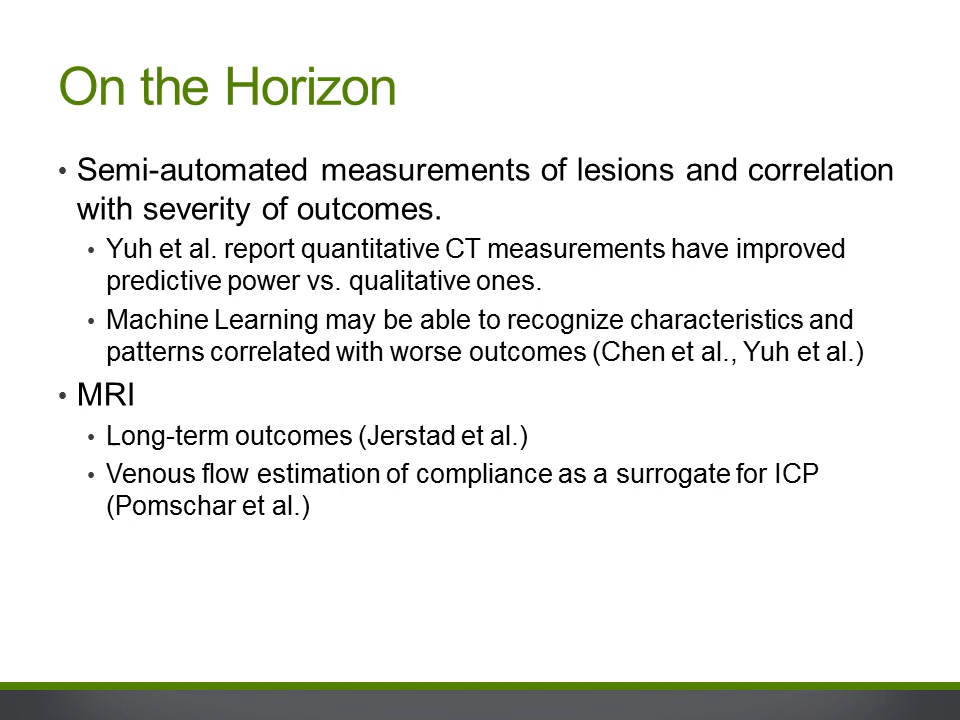 On the Horizon
• Semi-automated measurements of lesions and correlation
with severity of outcomes.
• Yuh et al. report quantitative CT measurements have improved
predictive power vs. qualitative ones.
• Machine Learning may be able to recognize characteristics and
patterns correlated with worse outcomes (Chen et al., Yuh et al.)
• MRI
• Long-term outcomes (Jerstad et al.)
• Venous flow estimation of compliance as a surrogate for ICP
(Pomschar et al.)